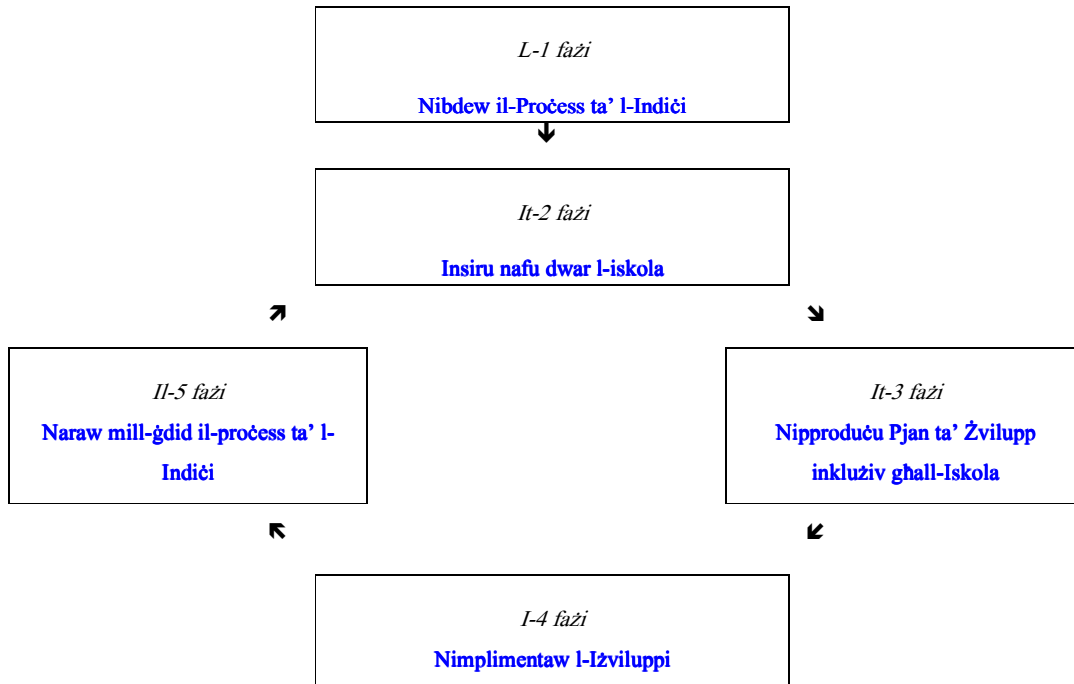 L-1 fażi
Nibdew il-Proċess ta’ l-Indiċi
It-2 fażi
Insiru nafu dwar l-iskola
Il-5 fażi
Naraw mill-ġdid il-proċess ta’ l-
Indiċi
It-3 fażi
Nipproduċu Pjan ta’ Żvilupp
inklużiv għall-Iskola
I-4 fażi
Nimplimentaw l-Iżviluppi